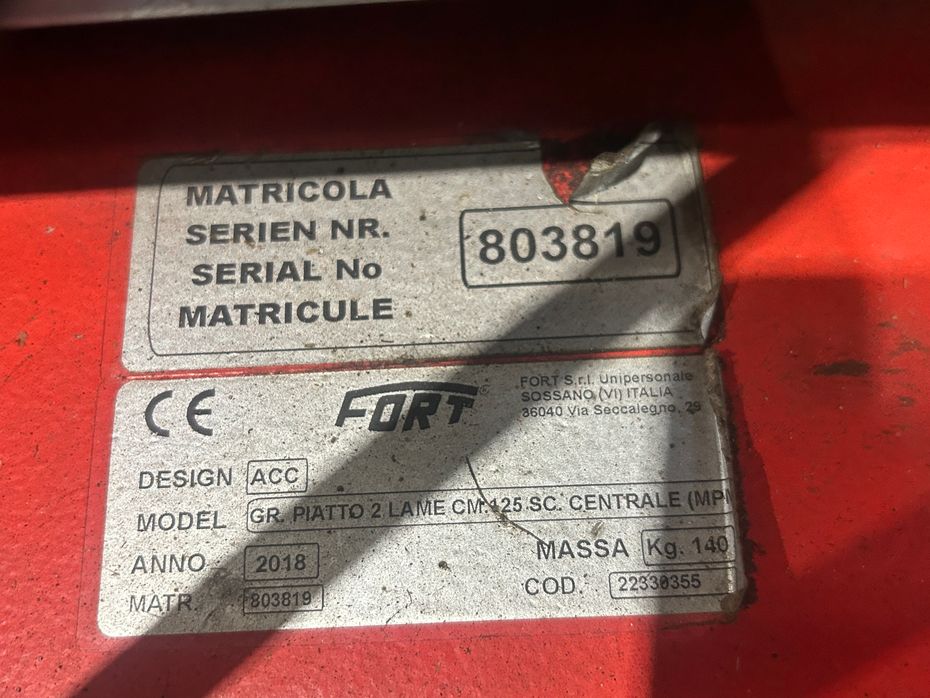 MATRICOLA
SERIEN NR.
SERIAL No
MATRICULE
803819
CE
FORT
FORT S.r.l. Unipersonale
SOSSANO (VI) ITALIA
36040 Via Seccalegno, 29
DESIGN ACC
MODEL GR. PIATTO 2 LAME CM.125 SC. CENTRALE (MPM
ANNO 2018
MASSA Kg. 140
MATR. 803819
COD. 22330355